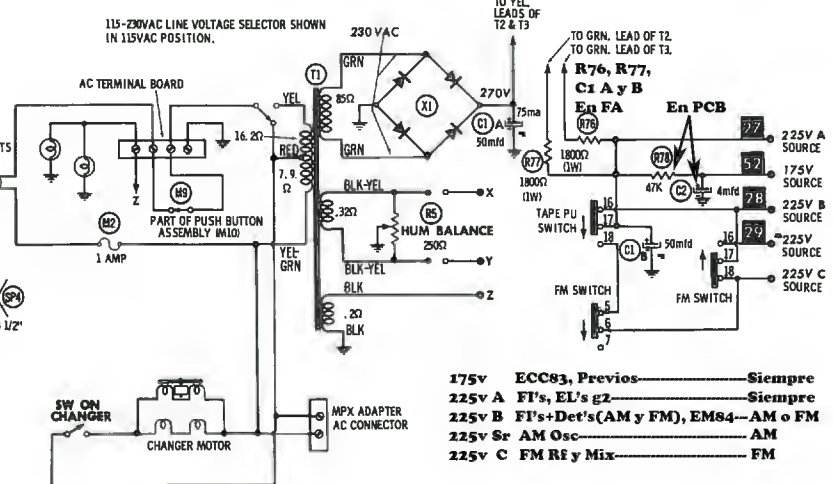 TO YEL.
LEADS OF
T2 & T3
115-230VAC LINE VOLTAGE SELECTOR SHOWN
IN 115VAC POSITION.
230 VAC
TO GRN. LEAD OF T2.
TO GRN. LEAD OF T3.
R76, R77,
C1 A y B
En FA
En PCB
AC TERMINAL BOARD
GRN
T1
85Ω
X1
270V
75ma
C1 A
50mfd
R76
1800Ω
(1W)
R77
1800Ω
(1W)
R78
47K
C2
4mfd
27
225V A
SOURCE
52
175V
SOURCE
28
225V B
SOURCE
29
225V
SOURCE
225V C
SOURCE
YEL
16.2Ω
RED
7.9
Ω
GRN
TS
Z
M9
PART OF PUSH BUTTON
ASSEMBLY (M10)
M2
1 AMP
YEL-
GRN
BLK-YEL
.32Ω
R5
HUM BALANCE
250Ω
X
Y
BLK-YEL
BLK
Z
.2Ω
BLK
TAPE PU
SWITCH
16
17
18
C1
B
50mfd
16
17
18
FM SWITCH
FM SWITCH
5
6
7
SP4
1/2"
SW ON
CHANGER
CHANGER MOTOR
MPX ADAPTER
AC CONNECTOR
175v ECC83, Previos------------------Siempre
225v A FI's, EL's g2------------------Siempre
225v B FI's+Det's(AM y FM), EM84---AM o FM
225v Sr AM Osc------------------------ AM
225v C FM Rf y Mix------------------- FM